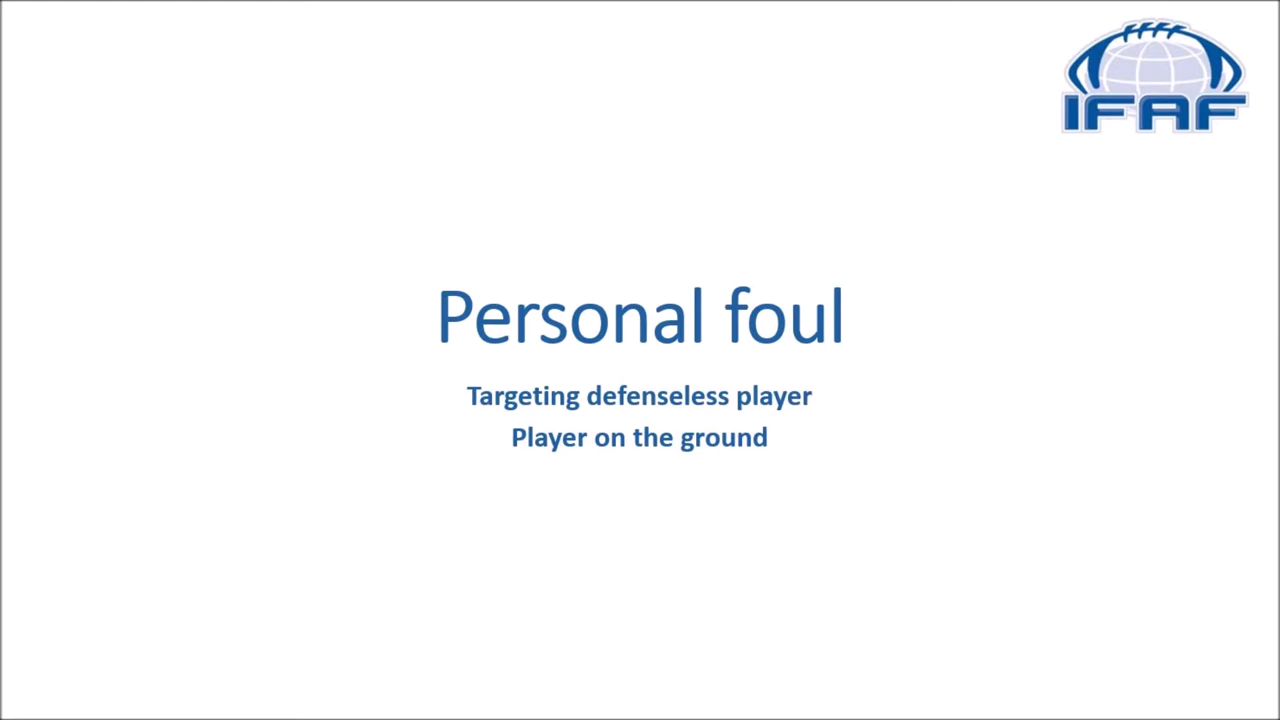 IFAF
Personal foul
Targeting defenseless player
Player on the ground